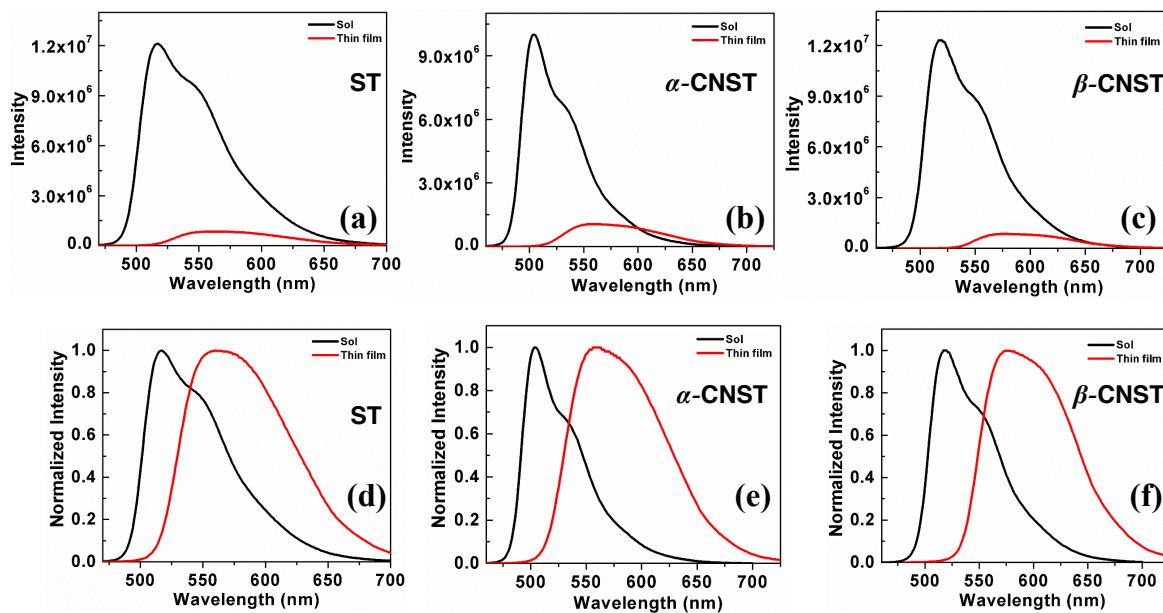 Intensity
1.2x10⁷
9.0x10⁶
6.0x10⁶
3.0x10⁶
0.0
Sol
Thin film
ST
(a)
500 550 600 650 700
Wavelength (nm)
Intensity
9.0x10⁶
6.0x10⁶
3.0x10⁶
0.0
Sol
Thin film
α-CNST
(b)
500 550 600 650 700
Wavelength (nm)
Intensity
1.2x10⁷
9.0x10⁶
6.0x10⁶
3.0x10⁶
0.0
Sol
Thin film
β-CNST
(c)
500 550 600 650 700
Wavelength (nm)
Normalized Intensity
1.0
0.8
0.6
0.4
0.2
0.0
Sol
Thin film
ST
(d)
500 550 600 650 700
Wavelength (nm)
Normalized Intensity
1.0
0.8
0.6
0.4
0.2
0.0
Sol
Thin film
α-CNST
(e)
500 550 600 650 700
Wavelength (nm)
Normalized Intensity
1.0
0.8
0.6
0.4
0.2
0.0
Sol
Thin film
β-CNST
(f)
500 550 600 650 700
Wavelength (nm)